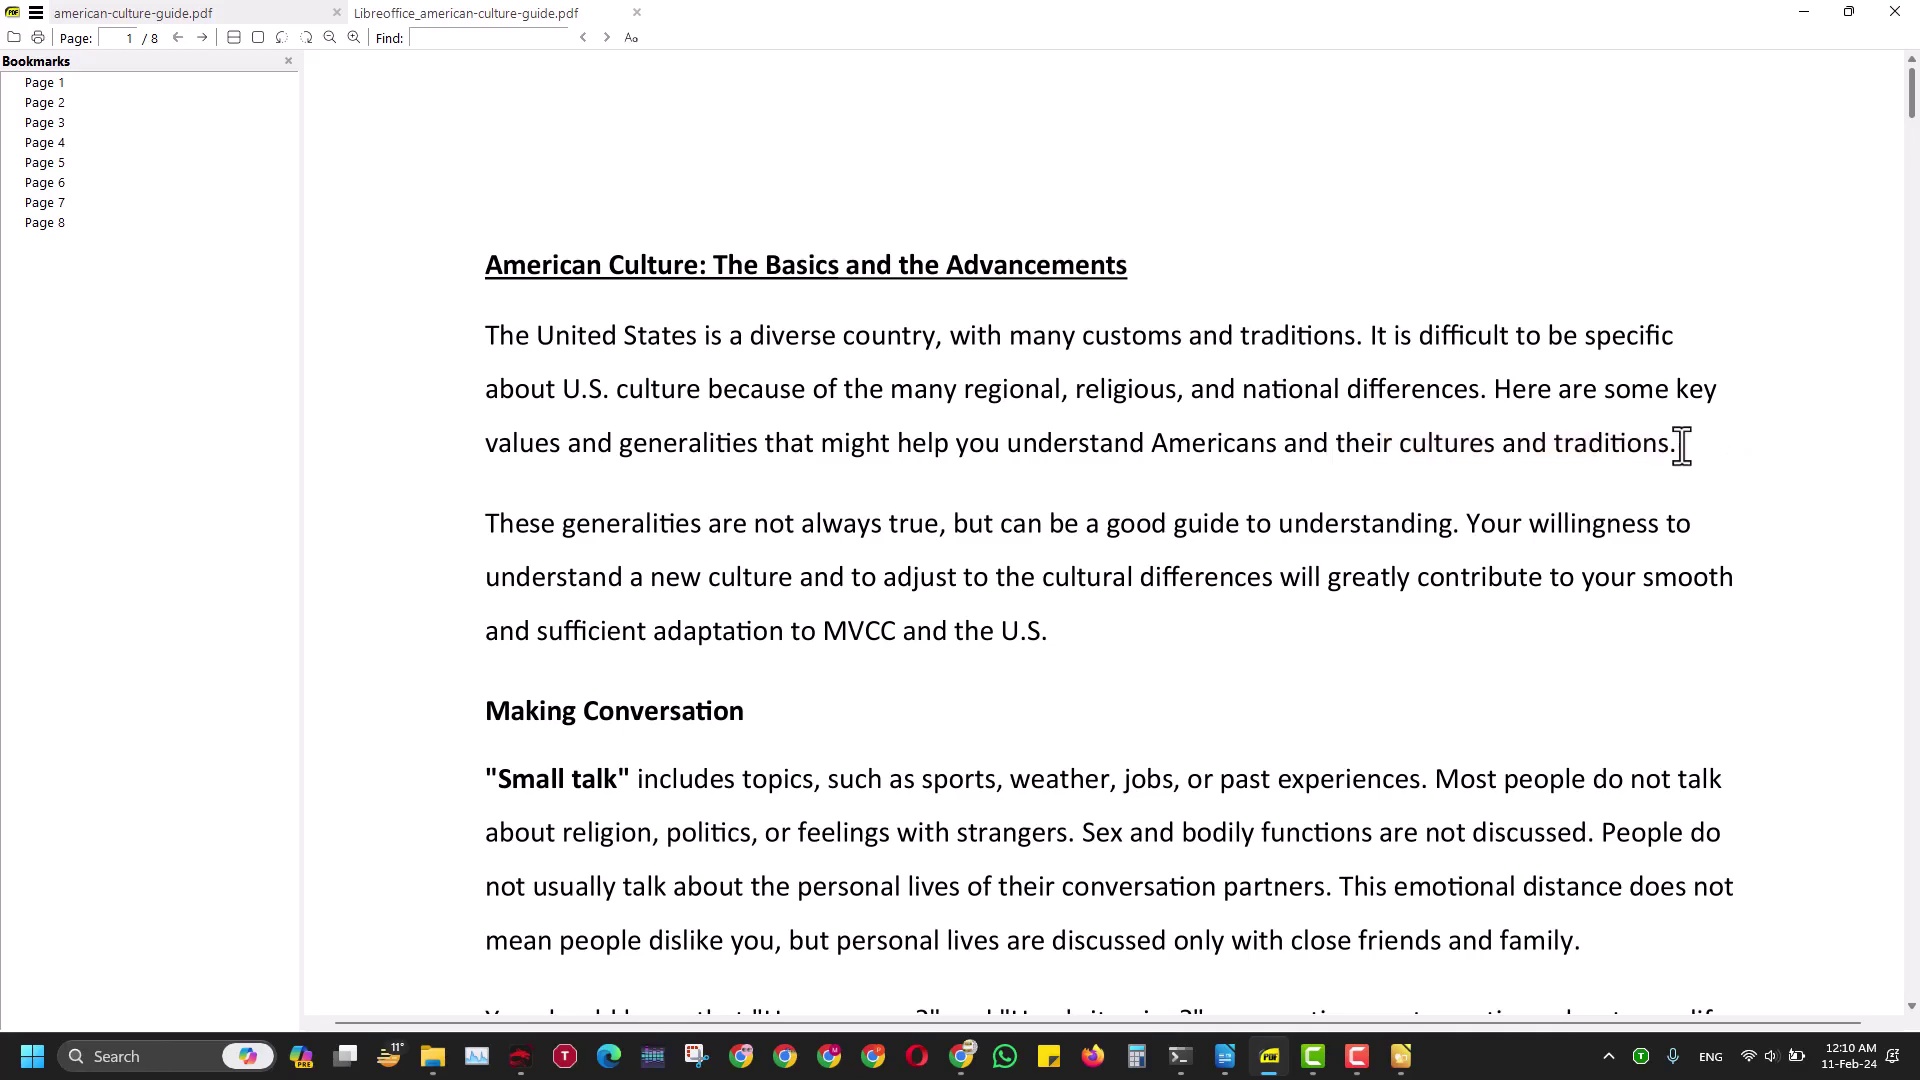 american-culture-guide.pdf
Libreoffice_american-culture-guide.pdf
Page: 1 / 8
Find:
Bookmarks
Page 1
Page 2
Page 3
Page 4
Page 5
Page 6
Page 7
Page 8
American Culture: The Basics and the Advancements
The United States is a diverse country, with many customs and traditions. It is difficult to be specific
about U.S. culture because of the many regional, religious, and national differences. Here are some key
values and generalities that might help you understand Americans and their cultures and traditions.
These generalities are not always true, but can be a good guide to understanding. Your willingness to
understand a new culture and to adjust to the cultural differences will greatly contribute to your smooth
and sufficient adaptation to MVCC and the U.S.
Making Conversation
"Small talk" includes topics, such as sports, weather, jobs, or past experiences. Most people do not talk
about religion, politics, or feelings with strangers. Sex and bodily functions are not discussed. People do
not usually talk about the personal lives of their conversation partners. This emotional distance does not
mean people dislike you, but personal lives are discussed only with close friends and family.
Search
PRE
11°
ENG
12:10 AM
11-Feb-24